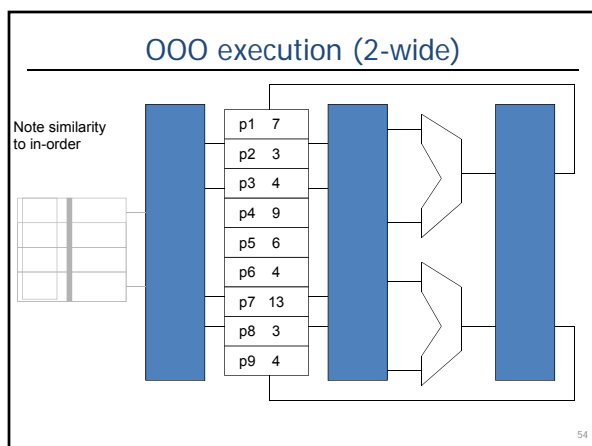 OOO execution (2-wide)
Note similarity
to in-order
p1 7
p2 3
p3 4
p4 9
p5 6
p6 4
p7 13
p8 3
p9 4
54